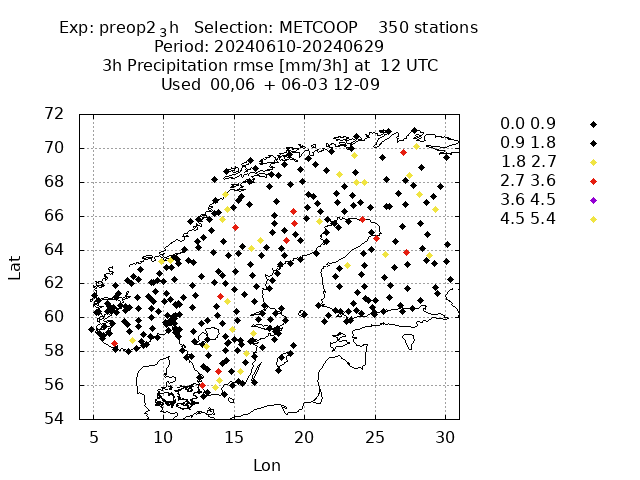 Exp: preop2 3h Selection: METCOOP 350 stations
Period: 20240610-20240629
3h Precipitation rmse [mm/3h] at 12 UTC
Used 00,06 + 06-03 12-09
72
70
68
66
64
62
60
58
56
54
Lat
5 10 15 20 25 30
Lon
0.0 0.9
0.9 1.8
1.8 2.7
2.7 3.6
3.6 4.5
4.5 5.4